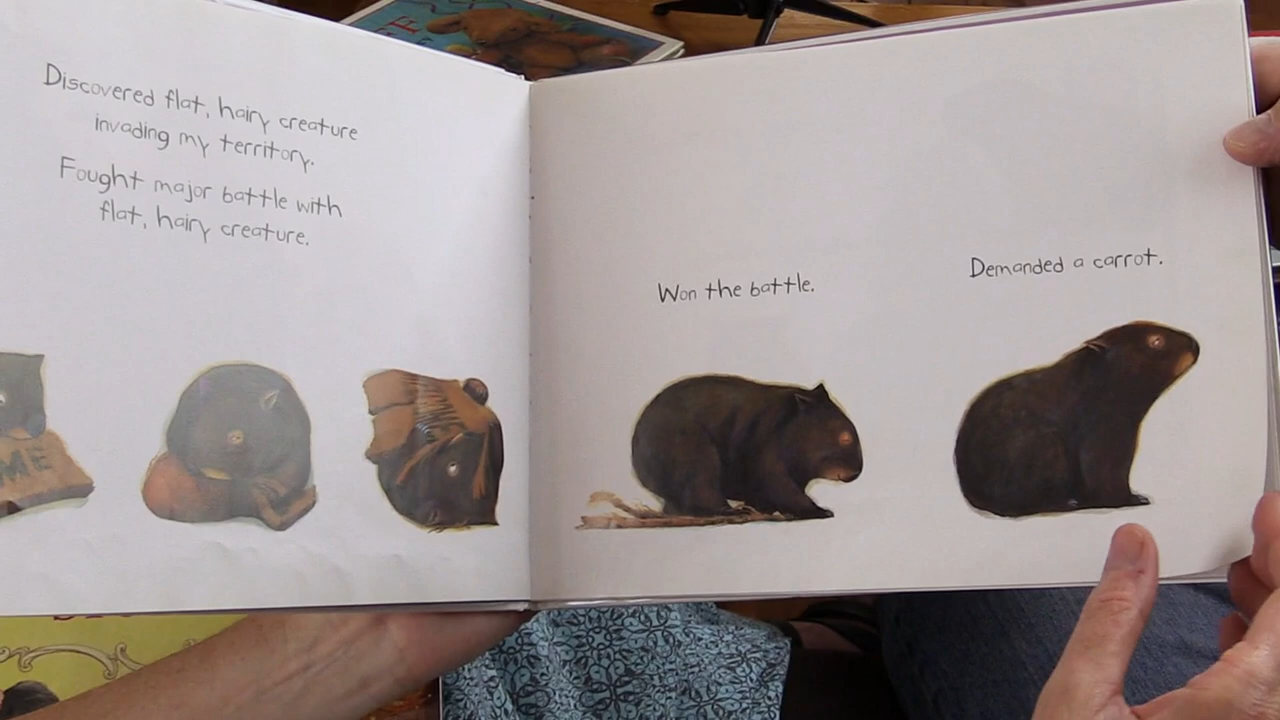 Discovered flat, hairy creature
invading my territory.
Fought major battle with
flat, hairy creature.
Won the battle.
Demanded a carrot.
ME